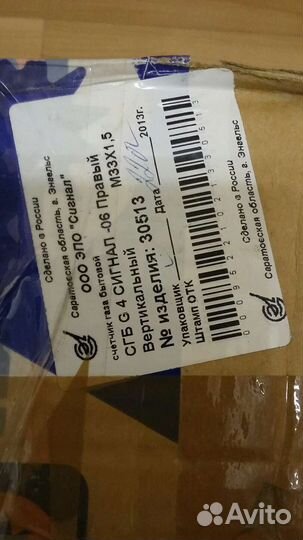 Сделано в России
Саратовская область, г. Энгельс
ООО ЭПО "Сигнал"
счетчик газа бытовой
СГБ G 4 СИГНАЛ -06 Правый
Вертикальный М33Х1,5
№ изделия: 30513
Упаковщик Дата 2013г.
Штамп ОТК
Саратовская область, г. Энгельс
Сделано в России
Avito